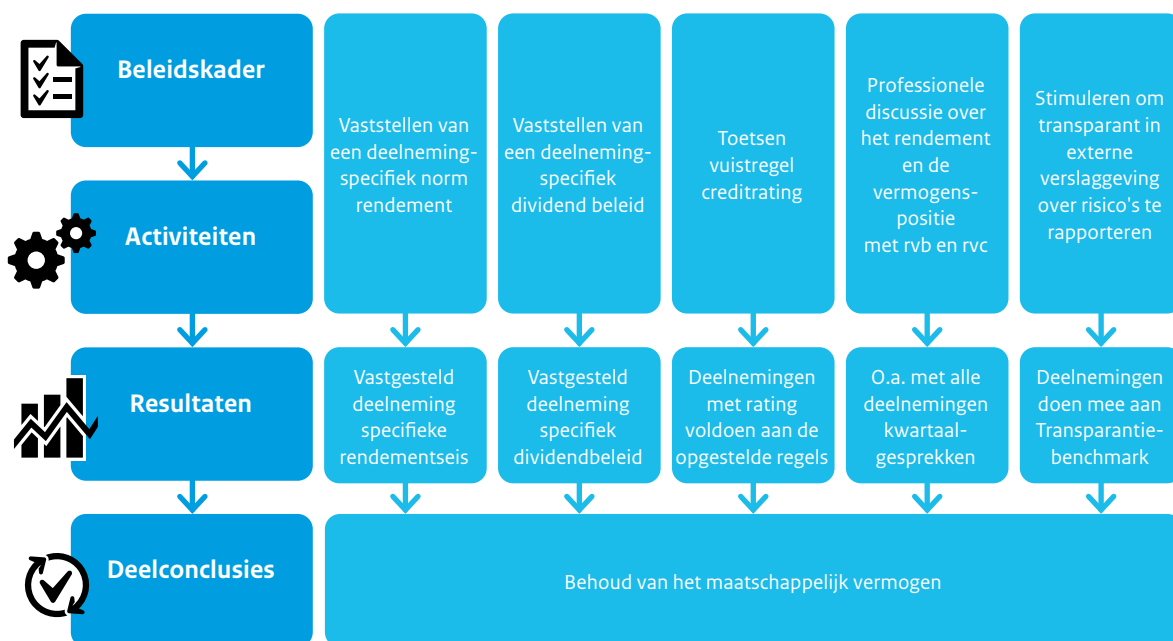 Beleidskader
Activiteiten
Vaststellen van
een deelneming-
specifiek norm
rendement
Vaststellen van
een deelneming-
specifiek
dividend beleid
Toetsen
vuistregel
creditrating
Professionele
discussie over
het rendement
en de
vermogens-
positie
met rvb en rvc
Stimuleren om
transparant in
externe
verslaggeving
over risico's te
rapporteren
Resultaten
Vastgesteld
deelneming
specifieke
rendementseis
Vastgesteld
deelneming
specifiek
dividendbeleid
Deelnemingen
met rating
voldoen aan de
opgestelde regels
O.a. met alle
deelnemingen
kwartaal-
gesprekken
Deelnemingen
doen mee aan
Transparantie-
benchmark
Deelconclusies
Behoud van het maatschappelijk vermogen